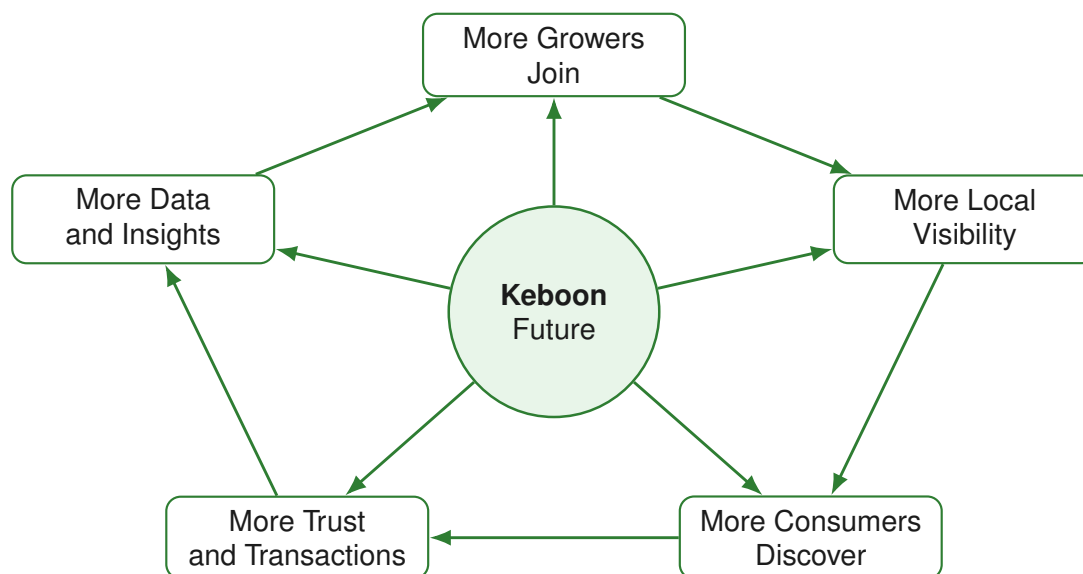 More Growers
Join
More Data
and Insights
More Local
Visibility
Keboon
Future
More Trust
and Transactions
More Consumers
Discover